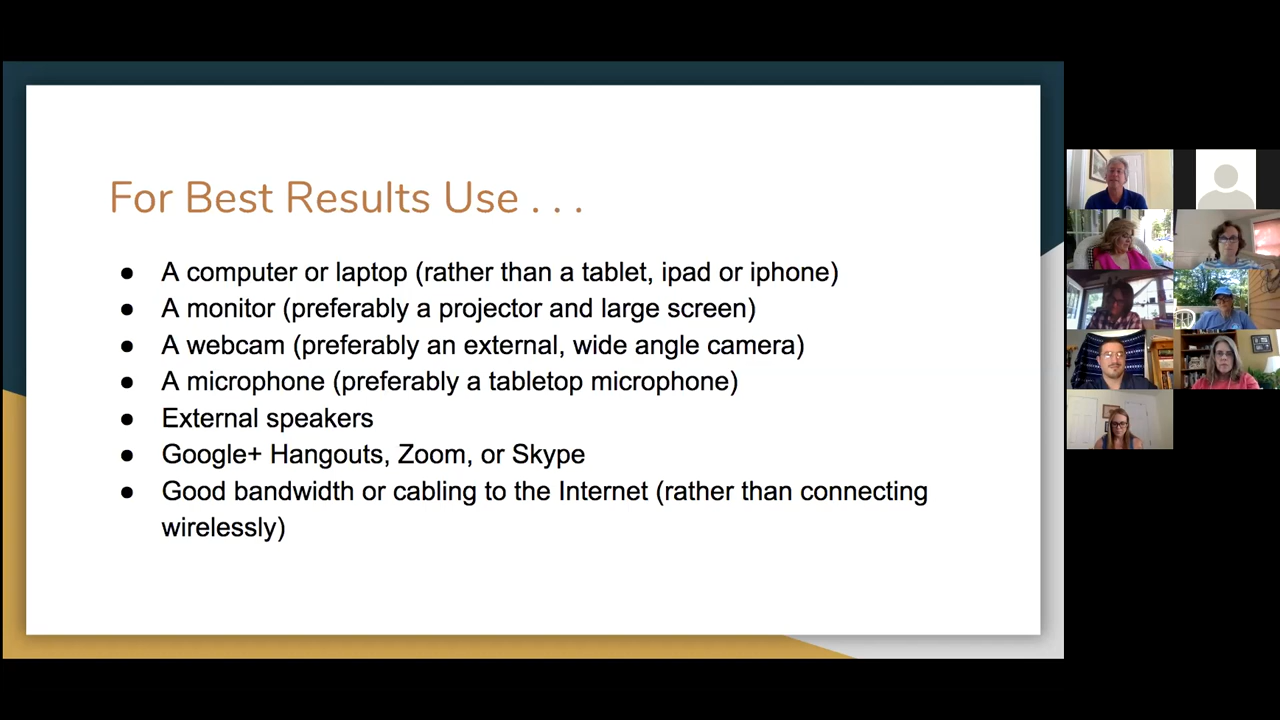 For Best Results Use . . .
● A computer or laptop (rather than a tablet, ipad or iphone)
● A monitor (preferably a projector and large screen)
● A webcam (preferably an external, wide angle camera)
● A microphone (preferably a tabletop microphone)
● External speakers
● Google+ Hangouts, Zoom, or Skype
● Good bandwidth or cabling to the Internet (rather than connecting
wirelessly)